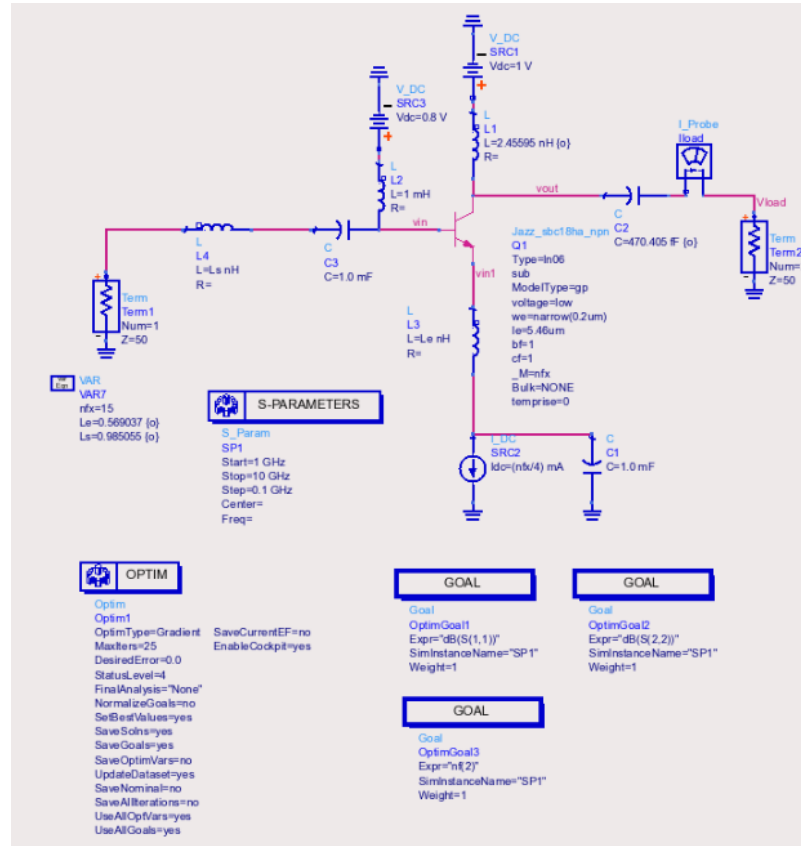 V_DC
SRC1
Vdc=1 V
V_DC
SRC3
Vdc=0.8 V
L
L1
L=2.45595 nH {o}
R=
I_Probe
Iload
L
L2
L=1 mH
R=
vout
Vload
vin
L
L4
L=Ls nH
R=
C
C3
C=1.0 mF
Jazz_sbc18ha_npn
Q1
Type=ln06
sub
ModelType=gp
voltage=low
we=narrow(0.2um)
le=5.46um
bf=1
cf=1
_M=nfx
Bulk=NONE
temprise=0
C
C2
C=470.405 fF {o}
Term
Term2
Num=
Z=50
vin1
Term
Term1
Num=1
Z=50
L
L3
L=Le nH
R=
Var
Eqn
VAR
VAR7
nfx=15
Le=0.569037 {o}
Ls=0.985055 {o}
S-PARAMETERS
S_Param
SP1
Start=1 GHz
Stop=10 GHz
Step=0.1 GHz
Center=
Freq=
I_DC
SRC2
Idc=(nfx/4) mA
C
C1
C=1.0 mF
OPTIM
Optim
Optim1
OptimType=Gradient SaveCurrentEF=no
MaxIters=25 EnableCockpit=yes
DesiredError=0.0
StatusLevel=4
FinalAnalysis="None"
NormalizeGoals=no
SetBestValues=yes
SaveSolns=yes
SaveGoals=yes
SaveOptimVars=no
UpdateDataset=yes
SaveNominal=no
SaveAllIterations=no
UseAllOptVars=yes
UseAllGoals=yes
GOAL
Goal
OptimGoal1
Expr="dB(S(1,1))"
SimInstanceName="SP1"
Weight=1
GOAL
Goal
OptimGoal2
Expr="dB(S(2,2))"
SimInstanceName="SP1"
Weight=1
GOAL
Goal
OptimGoal3
Expr="nf(2)"
SimInstanceName="SP1"
Weight=1